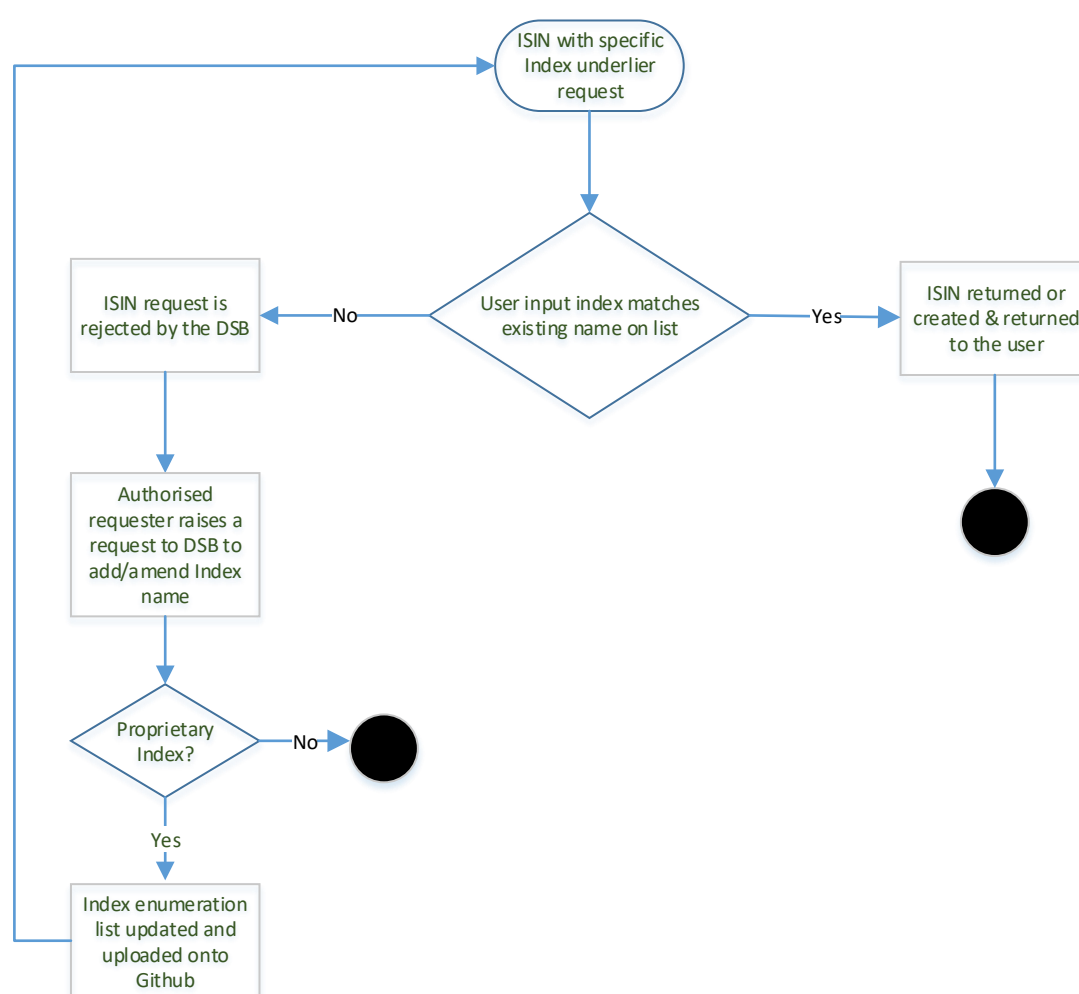 ISIN with specific
Index underlier
request
User input index matches
existing name on list
No
Yes
ISIN request is
rejected by the DSB
ISIN returned or
created & returned
to the user
Authorised
requester raises a
request to DSB to
add/amend Index
name
Proprietary
Index?
No
Yes
Index enumeration
list updated and
uploaded onto
Github